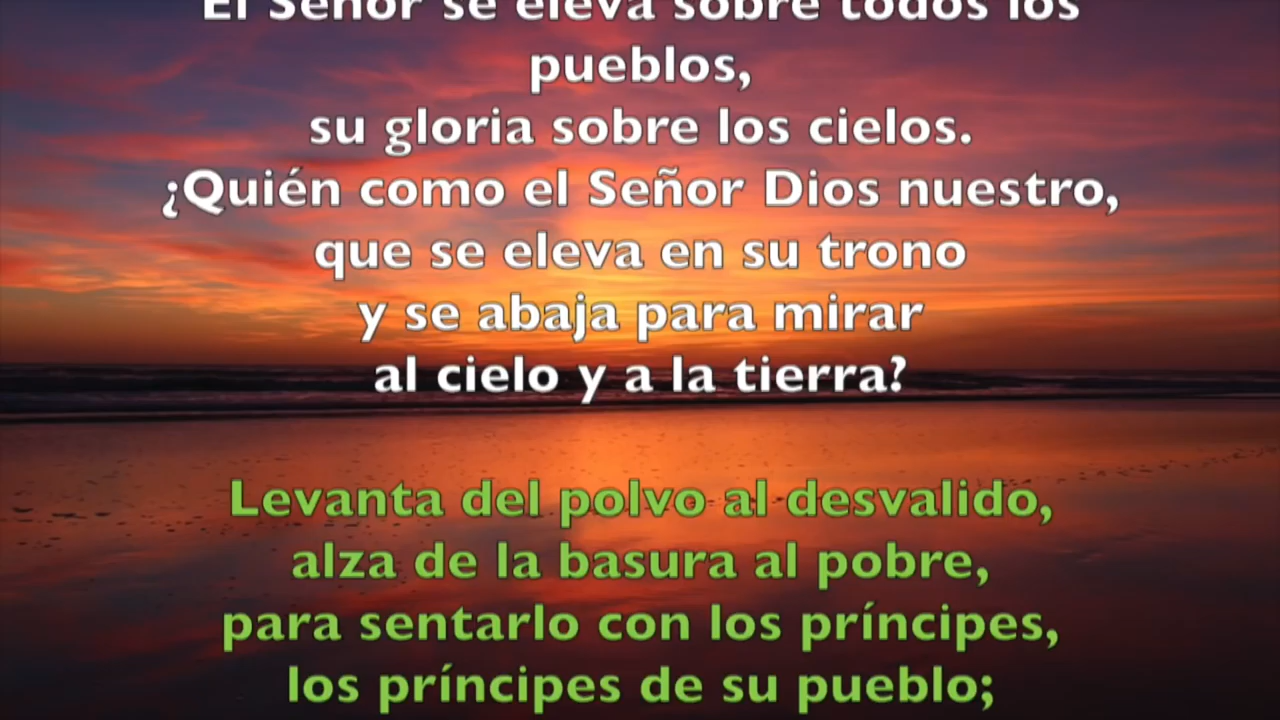 El Señor se eleva sobre todos los
pueblos,
su gloria sobre los cielos.
¿Quién como el Señor Dios nuestro,
que se eleva en su trono
y se abaja para mirar
al cielo y a la tierra?
Levanta del polvo al desvalido,
alza de la basura al pobre,
para sentarlo con los príncipes,
los príncipes de su pueblo;